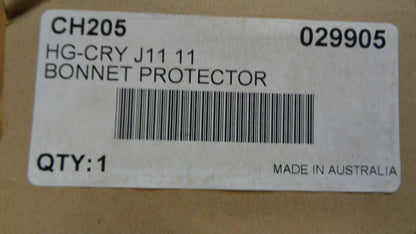 CH205 029905
HG-CRY J11 11
BONNET PROTECTOR
QTY:1 MADE IN AUSTRALIA